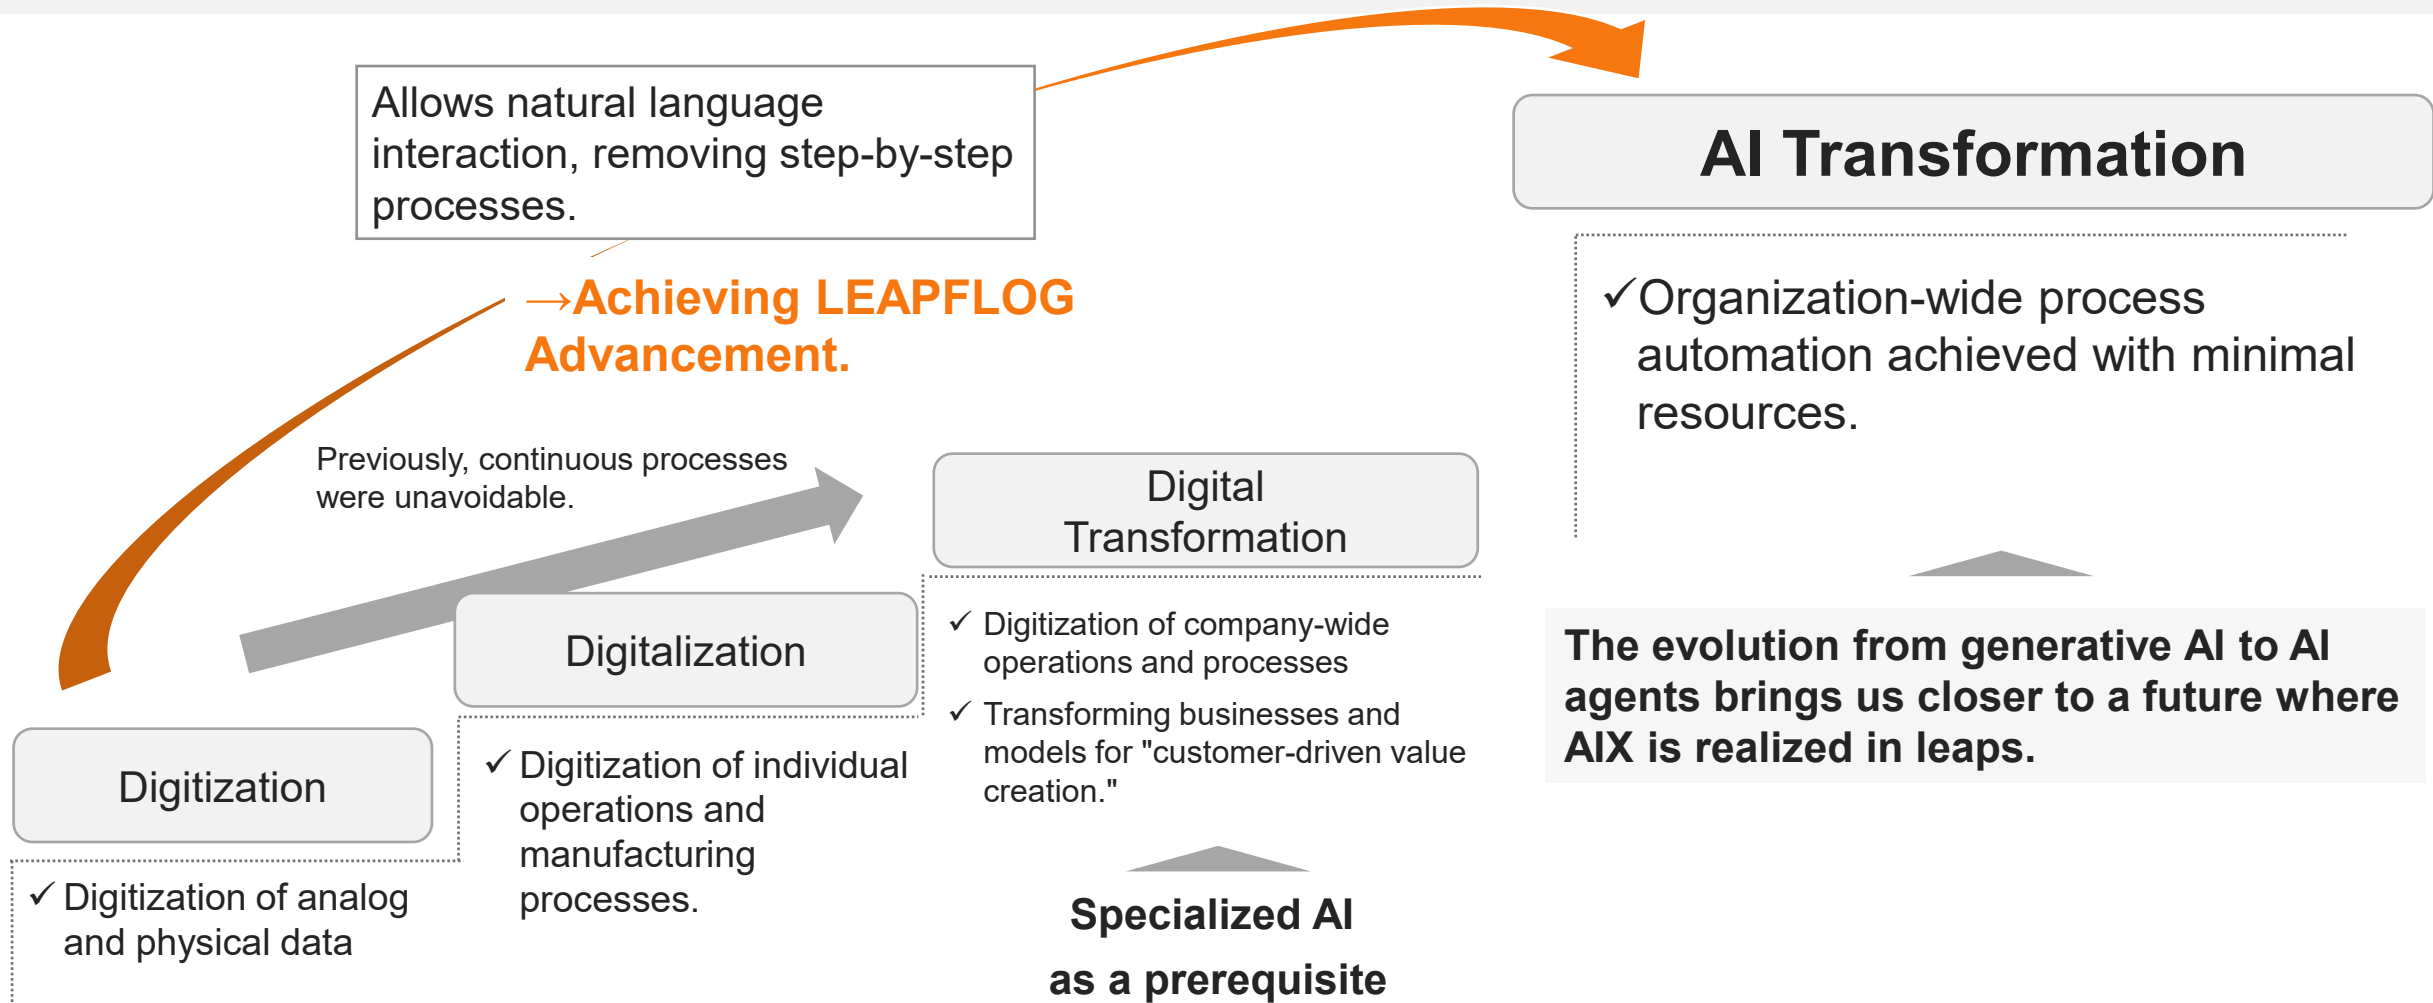 Allows natural language
interaction, removing step-by-step
processes.
→Achieving LEAPFLOG
Advancement.
AI Transformation
✓Organization-wide process
automation achieved with minimal
resources.
Previously, continuous processes
were unavoidable.
Digital
Transformation
✓ Digitization of company-wide
operations and processes
✓ Transforming businesses and
models for "customer-driven value
creation."
Specialized AI
as a prerequisite
The evolution from generative AI to AI
agents brings us closer to a future where
AIX is realized in leaps.
Digitalization
✓ Digitization of individual
operations and
manufacturing
processes.
Digitization
✓ Digitization of analog
and physical data